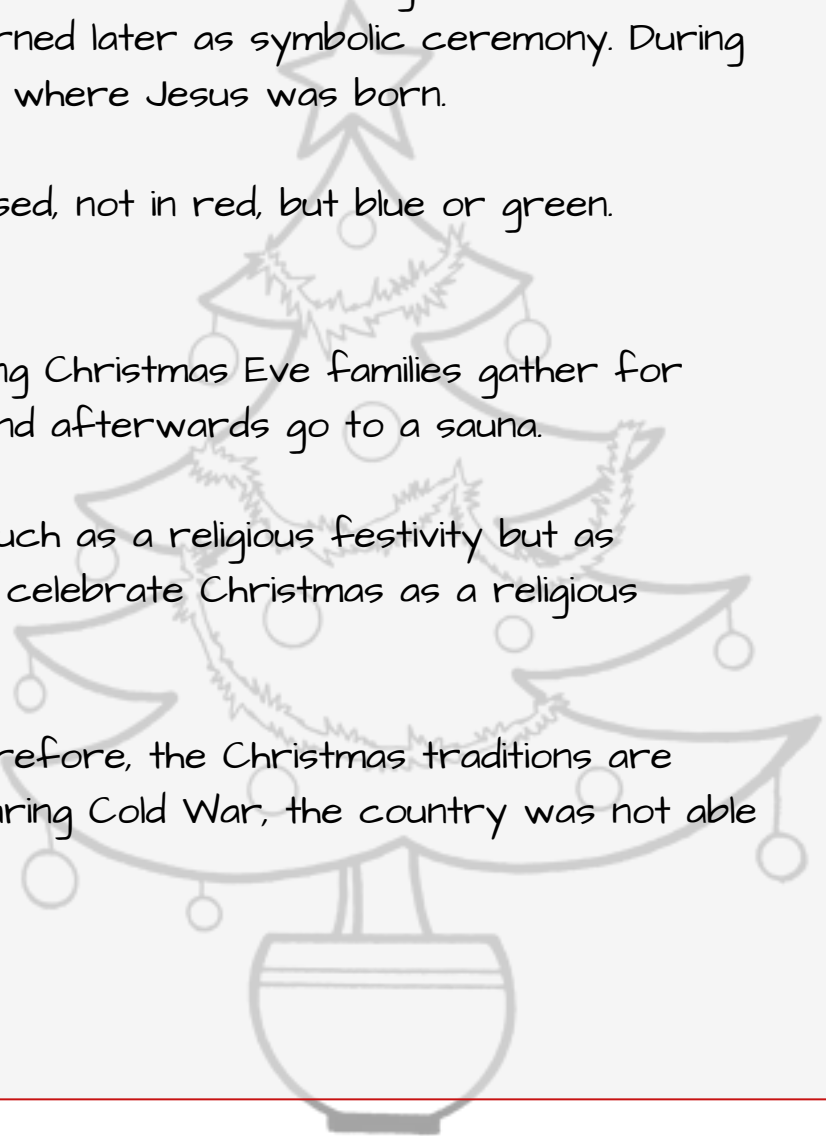 rned later as symbolic ceremony. During
where Jesus was born.
sed, not in red, but blue or green.
ng Christmas Eve families gather for
nd afterwards go to a sauna.
uch as a religious festivity but as
celebrate Christmas as a religious
refore, the Christmas traditions are
uring Cold War, the country was not able